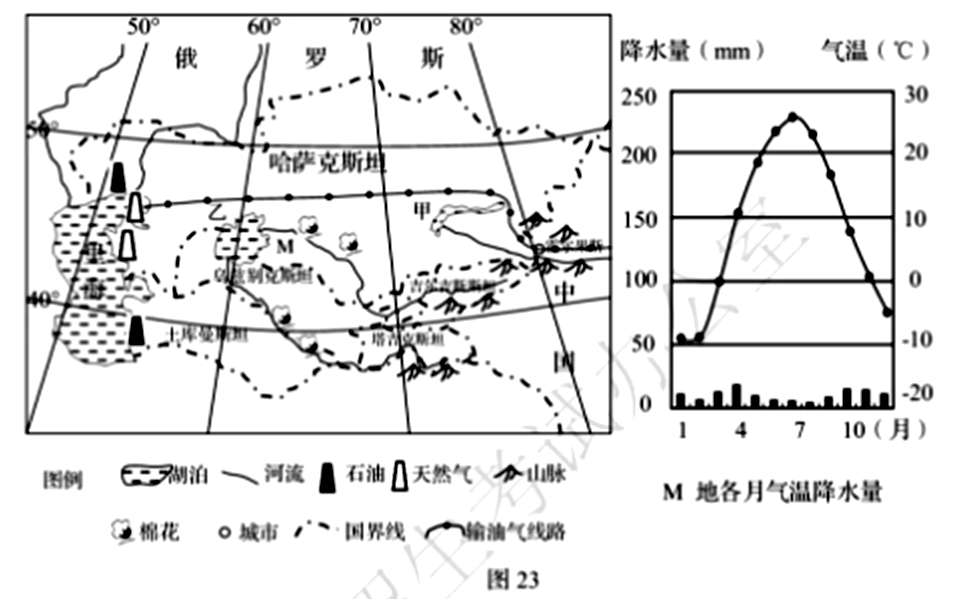 50° 60° 70° 80°
俄 罗 斯
50°
哈萨克斯坦
乙
甲
M
霍尔果斯
里
海
乌兹别克斯坦
吉尔吉斯斯坦
中
40°
土库曼斯坦
塔吉克斯坦
国
降水量（mm） 气温（℃）
250 30
200 20
150 10
100 0
50 -10
0 -20
1 4 7 10（月）
M 地各月气温降水量
图例 湖泊 河流 石油 天然气 山脉
棉花 城市 国界线 输油气线路
图 23